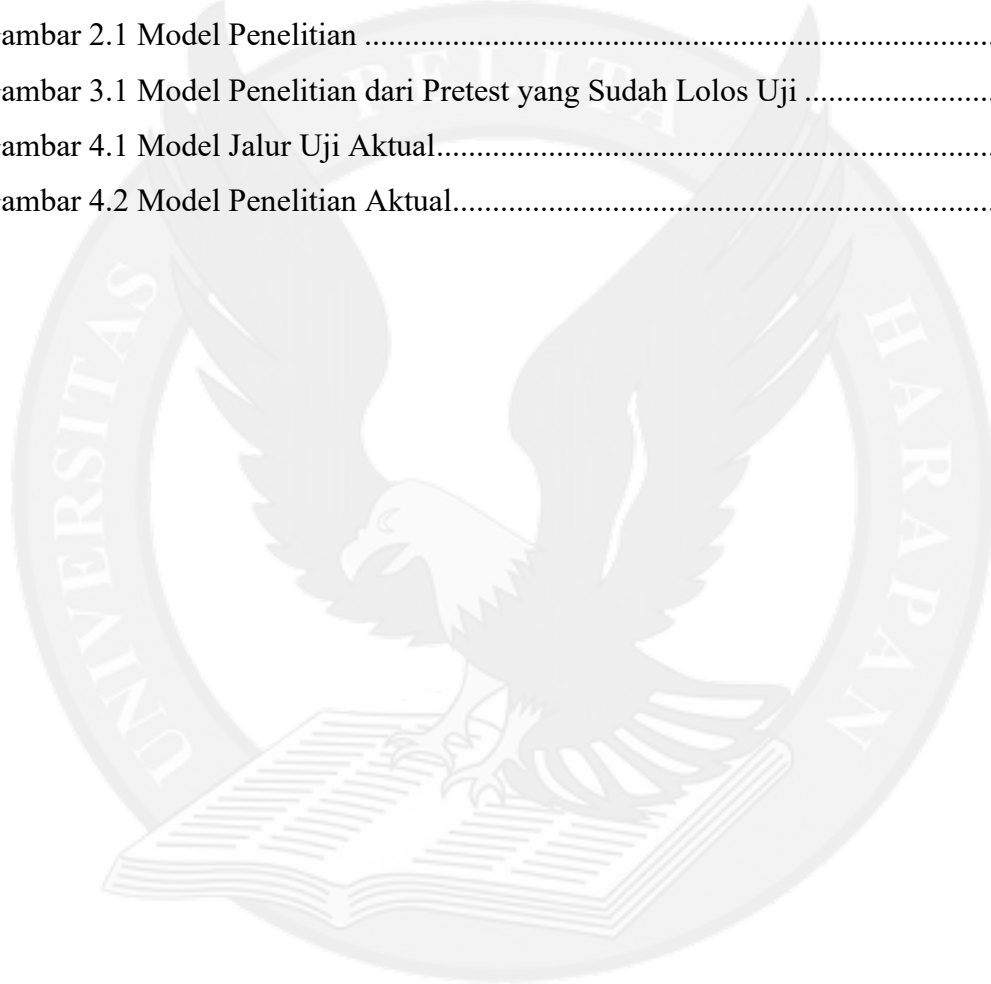 ambar 2.1 Model Penelitian ........................................................................................
ambar 3.1 Model Penelitian dari Pretest yang Sudah Lolos Uji ........................
ambar 4.1 Model Jalur Uji Aktual......................................................................
ambar 4.2 Model Penelitian Aktual....................................................................
UNIVERSITAS PELITA HARAPAN